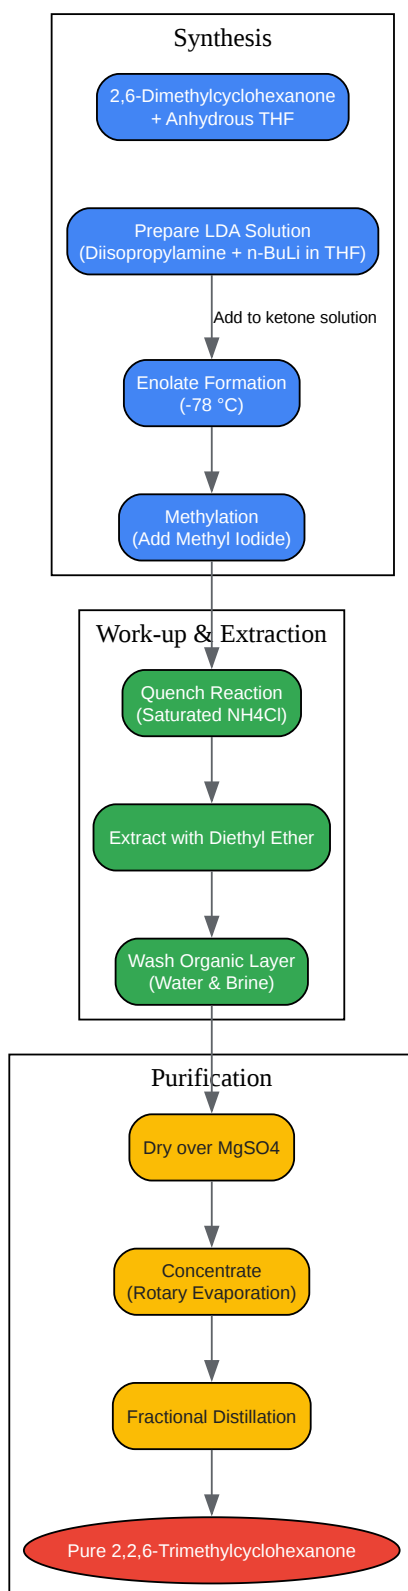 Synthesis
2,6-Dimethylcyclohexanone
+ Anhydrous THF
Prepare LDA Solution
(Diisopropylamine + n-BuLi in THF)
Add to ketone solution
Enolate Formation
(-78 °C)
Methylation
(Add Methyl Iodide)
Work-up & Extraction
Quench Reaction
(Saturated NH4Cl)
Extract with Diethyl Ether
Wash Organic Layer
(Water & Brine)
Purification
Dry over MgSO4
Concentrate
(Rotary Evaporation)
Fractional Distillation
Pure 2,2,6-Trimethylcyclohexanone